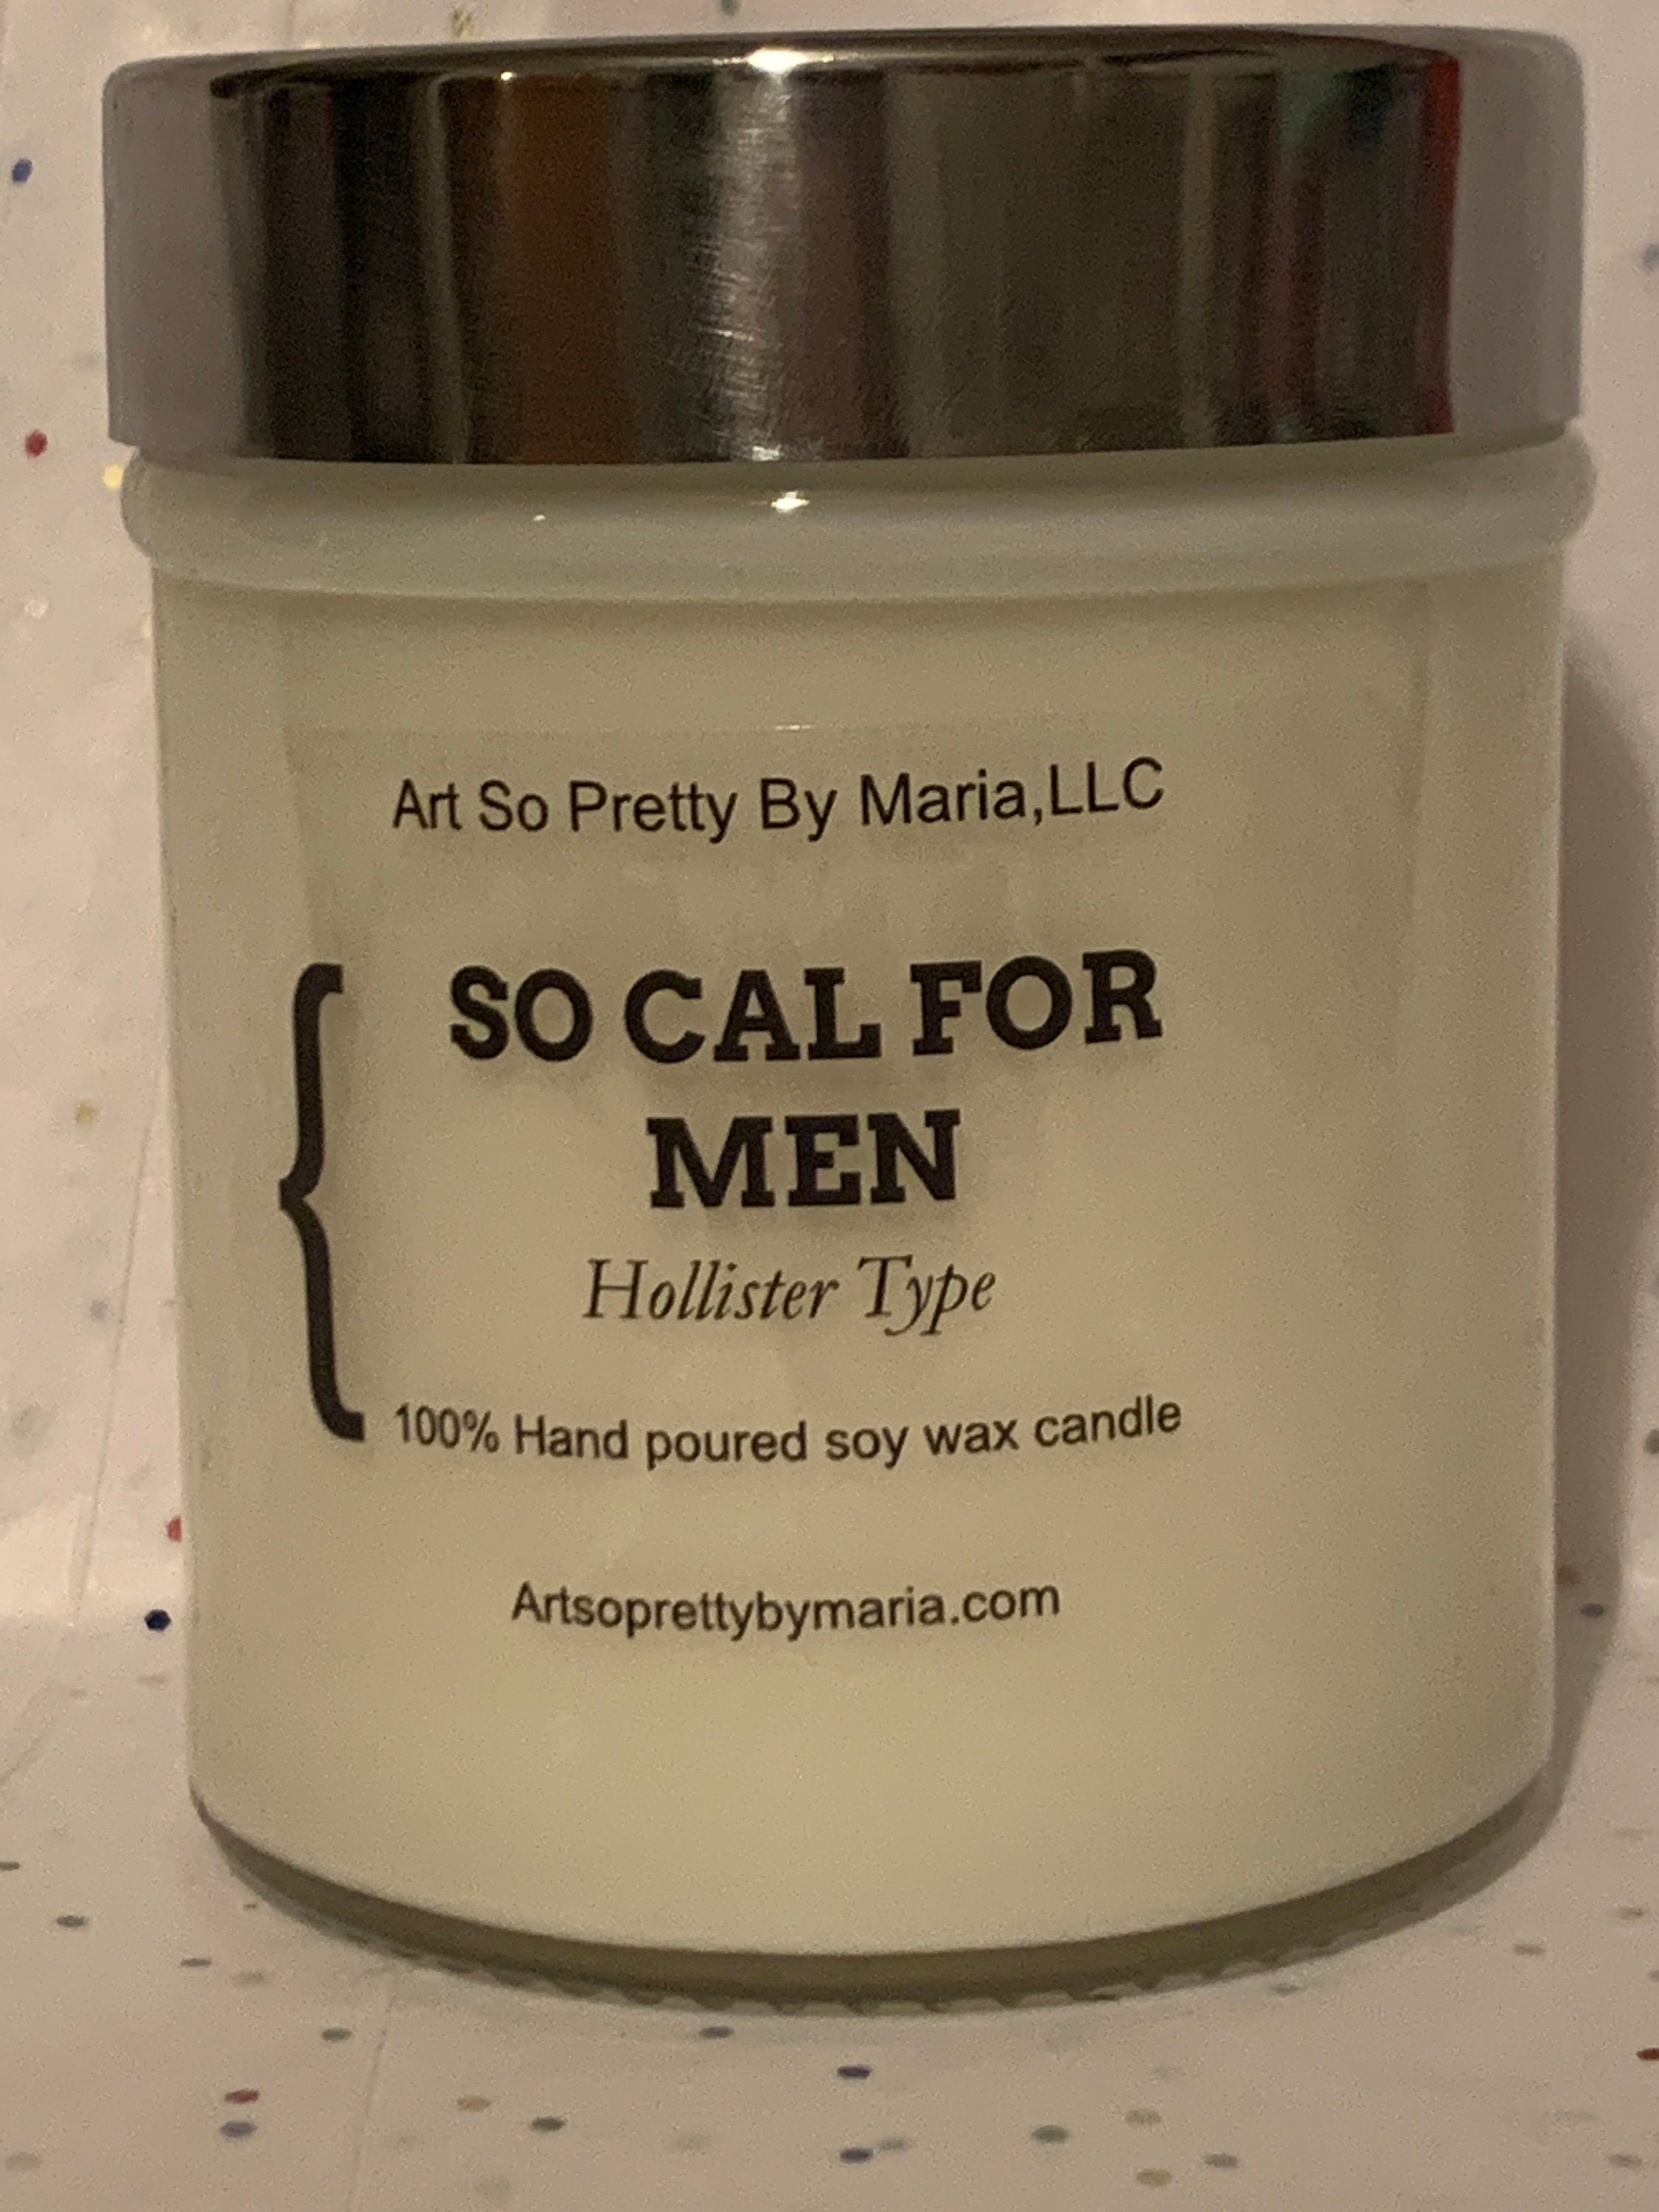 Art So Pretty By Maria,LLC
{
SO CAL FOR
MEN
Hollister Type
100% Hand poured soy wax candle
Artsoprettybymaria.com